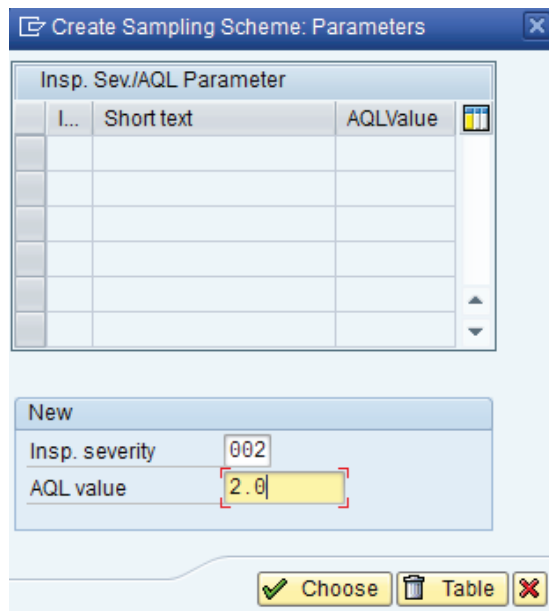 Create Sampling Scheme: Parameters
Insp. Sev./AQL Parameter
I... Short text AQLValue
New
Insp. severity 002
AQL value 2.0
Choose Table